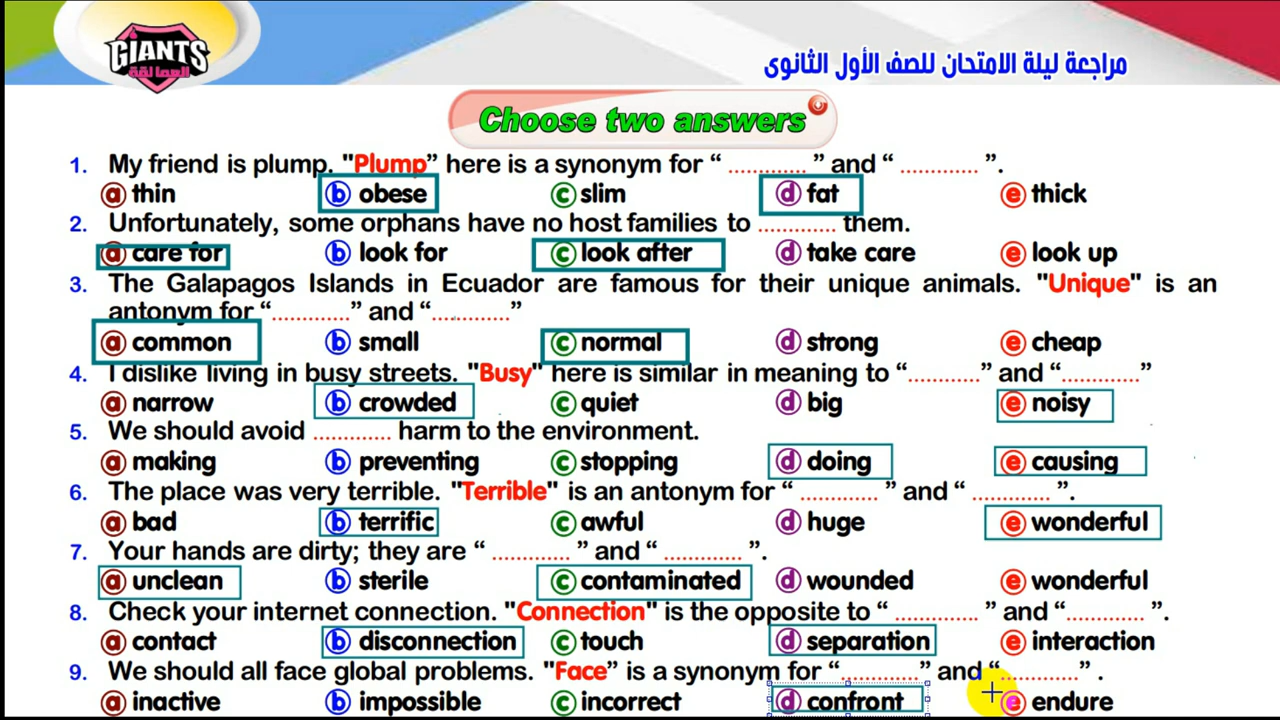 GIANTS
العمالقة
مراجعة ليلة الامتحان للصف الأول الثانوى
Choose two answers
1. My friend is plump. "Plump” here is a synonym for “ ............ ” and “ ............ ”.
a thin b obese c slim d fat e thick
2. Unfortunately, some orphans have no host families to ............ them.
a care for b look for c look after d take care e look up
3. The Galapagos Islands in Ecuador are famous for their unique animals. "Unique" is an
antonym for “............” and “............”
a common b small c normal d strong e cheap
4. I dislike living in busy streets. "Busy" here is similar in meaning to “............” and “............”
a narrow b crowded c quiet d big e noisy
5. We should avoid ............ harm to the environment.
a making b preventing c stopping d doing e causing
6. The place was very terrible. "Terrible" is an antonym for “ ............ ” and “ ............ ”.
a bad b terrific c awful d huge e wonderful
7. Your hands are dirty; they are “ ............ ” and “ ............ ”.
a unclean b sterile c contaminated d wounded e wonderful
8. Check your internet connection. "Connection" is the opposite to “ ............ ” and “ ............ ”.
a contact b disconnection c touch d separation e interaction
9. We should all face global problems. "Face” is a synonym for “ ............ ” and “............ ”.
a inactive b impossible c incorrect d confront e endure